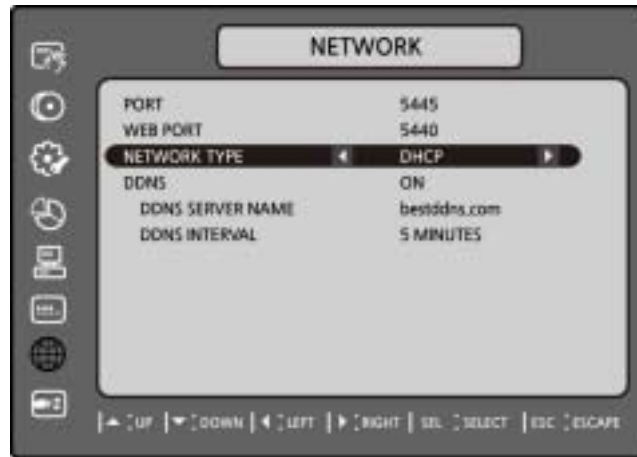 NETWORK
PORT 5445
WEB PORT 5440
NETWORK TYPE DHCP
DDNS ON
DDNS SERVER NAME bestddns.com
DDNS INTERVAL 5 MINUTES
▲ : UP ▼ : DOWN ◀ : LEFT ▶ : RIGHT SEL : SELECT ESC : ESCAPE